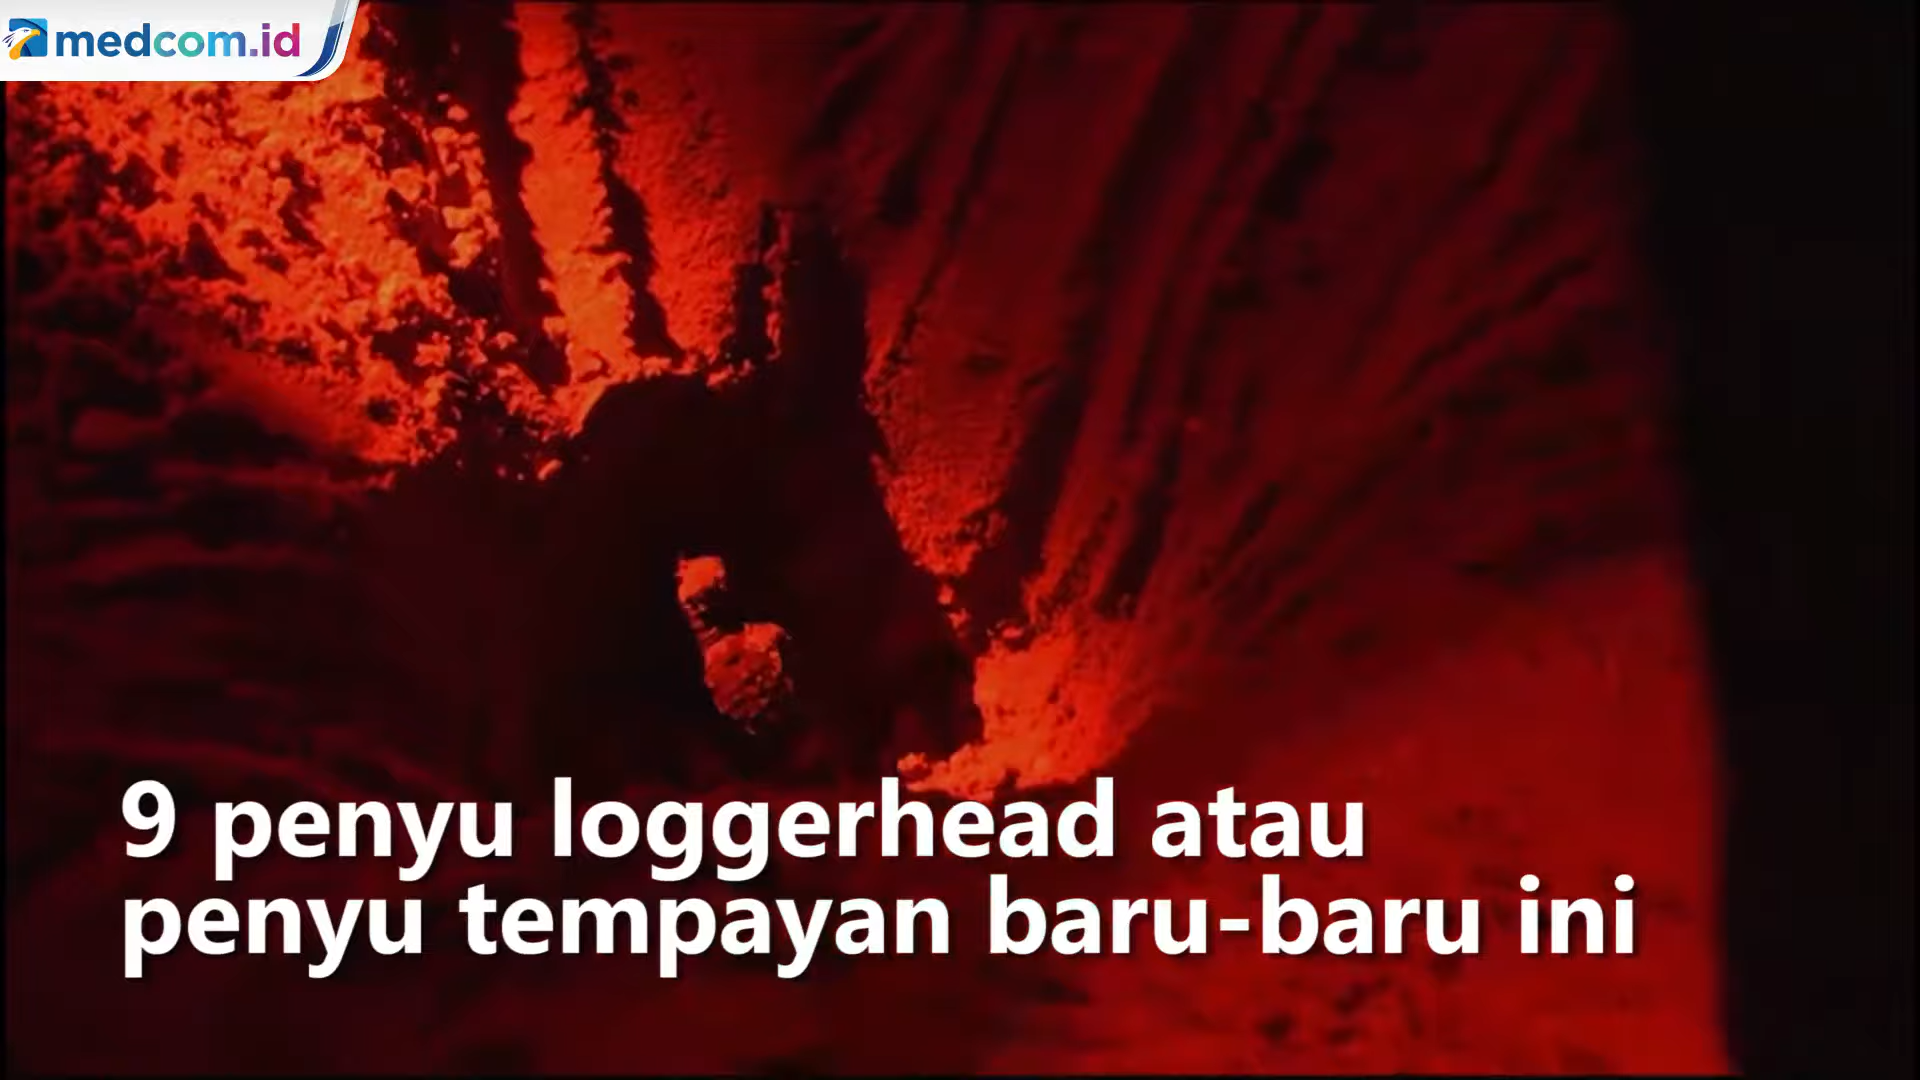 medcom.id
9 penyu loggerhead atau
penyu tempayan baru-baru ini